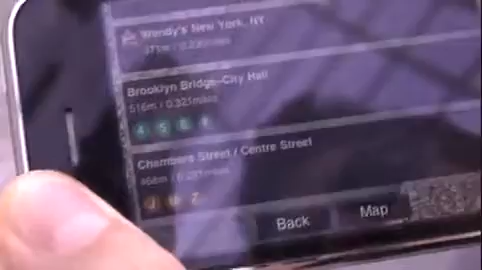 Wendy's New York, NY
Brooklyn Bridge–City Hall
516m / 0.321miles
4 5 6
Chambers Street / Centre Street
J M Z
Back
Map